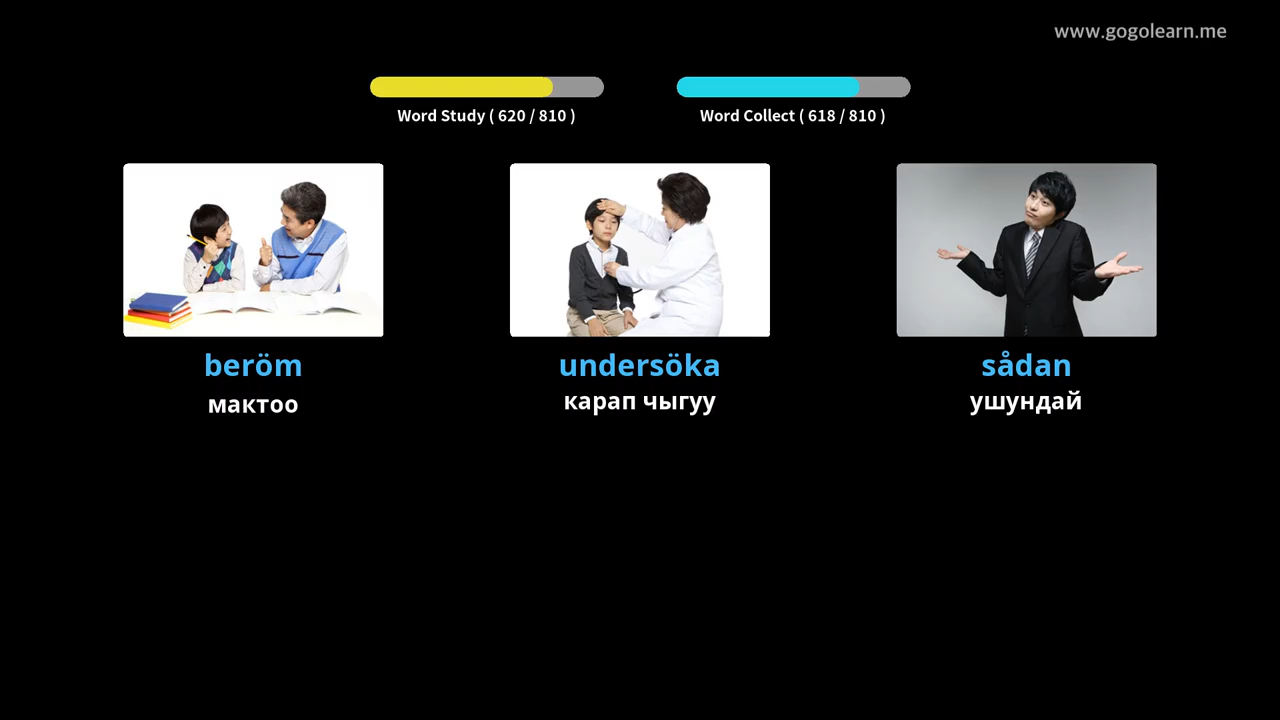 www.gogolearn.me
Word Study ( 620 / 810 )
Word Collect ( 618 / 810 )
beröm
мактоо
undersöka
карап чыгуу
sådan
ушундай